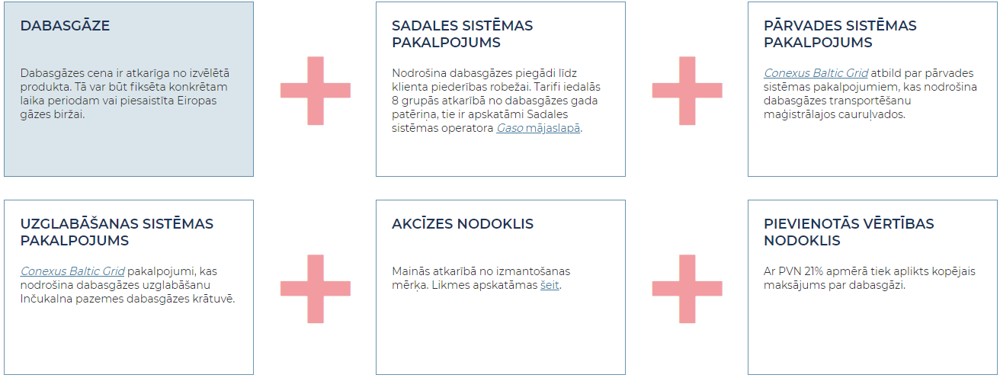 DABASGĀZE
Dabasgāzes cena ir atkarīga no izvēlētā
produkta. Tā var būt fiksēta konkrētam
laika periodam vai piesaistīta Eiropas
gāzes biržai.
SADALES SISTĒMAS
PAKALPOJUMS
Nodrošina dabasgāzes piegādi līdz
klienta piederības robežai. Tarifi iedalās
8 grupās atkarībā no dabasgāzes gada
patēriņa, tie ir apskatāmi Sadales
sistēmas operatora Gaso mājaslapā.
PĀRVADES SISTĒMAS
PAKALPOJUMS
Conexus Baltic Grid atbild par pārvades
sistēmas pakalpojumiem, kas nodrošina
dabasgāzes transportēšanu
maģistrālajos cauruļvados.
UZGLABĀŠANAS SISTĒMAS
PAKALPOJUMS
Conexus Baltic Grid pakalpojumi, kas
nodrošina dabasgāzes uzglabāšanu
Inčukalna pazemes dabasgāzes krātuvē.
AKCĪZES NODOKLIS
Mainās atkarībā no izmantošanas
mērķa. Likmes apskatāmas šeit.
PIEVIENOTĀS VĒRTĪBAS
NODOKLIS
Ar PVN 21% apmērā tiek aplikts kopējais
maksājums par dabasgāzi.